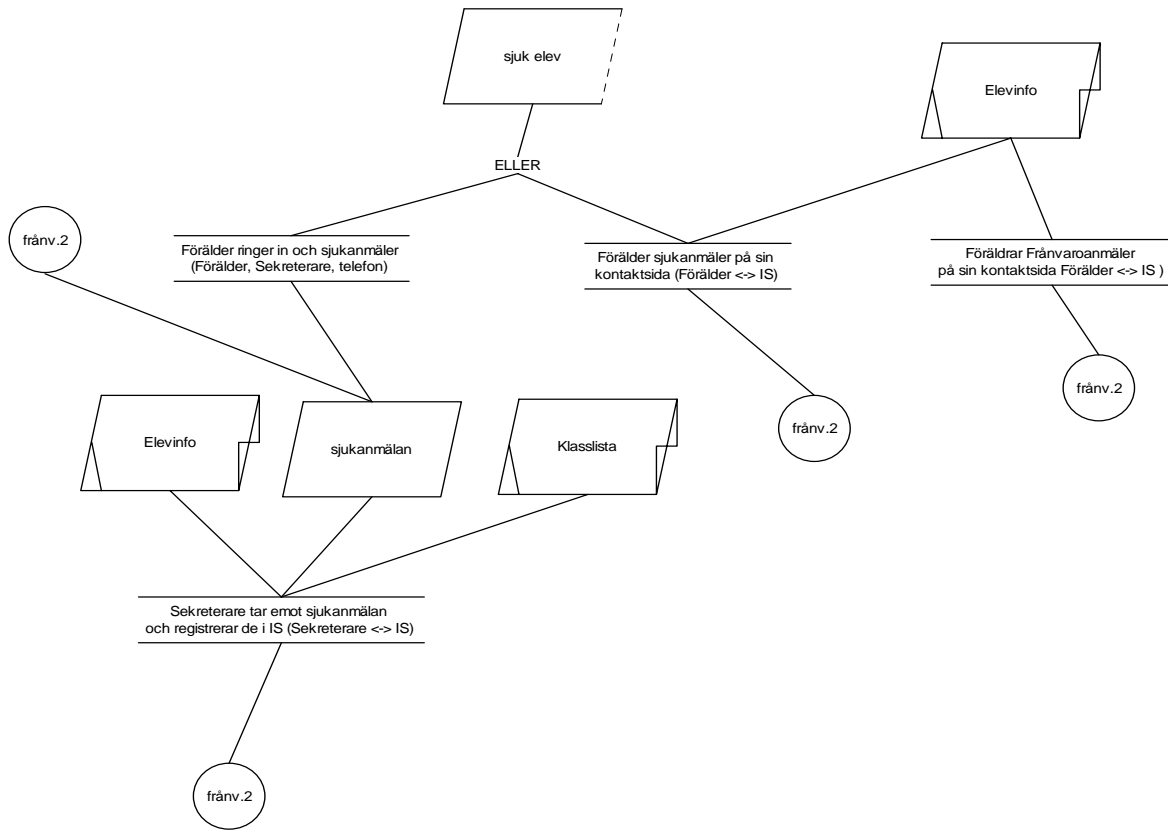 sjuk elev
Elevinfo
ELLER
frånv.2
Förälder ringer in och sjukanmäler
(Förälder, Sekreterare, telefon)
Förälder sjukanmäler på sin
kontaktsida (Förälder <-> IS)
Föräldrar Frånvaroanmäler
på sin kontaktsida Förälder <-> IS )
frånv.2
frånv.2
Elevinfo
sjukanmälan
Klasslista
Sekreterare tar emot sjukanmälan
och registrerar de i IS (Sekreterare <-> IS)
frånv.2